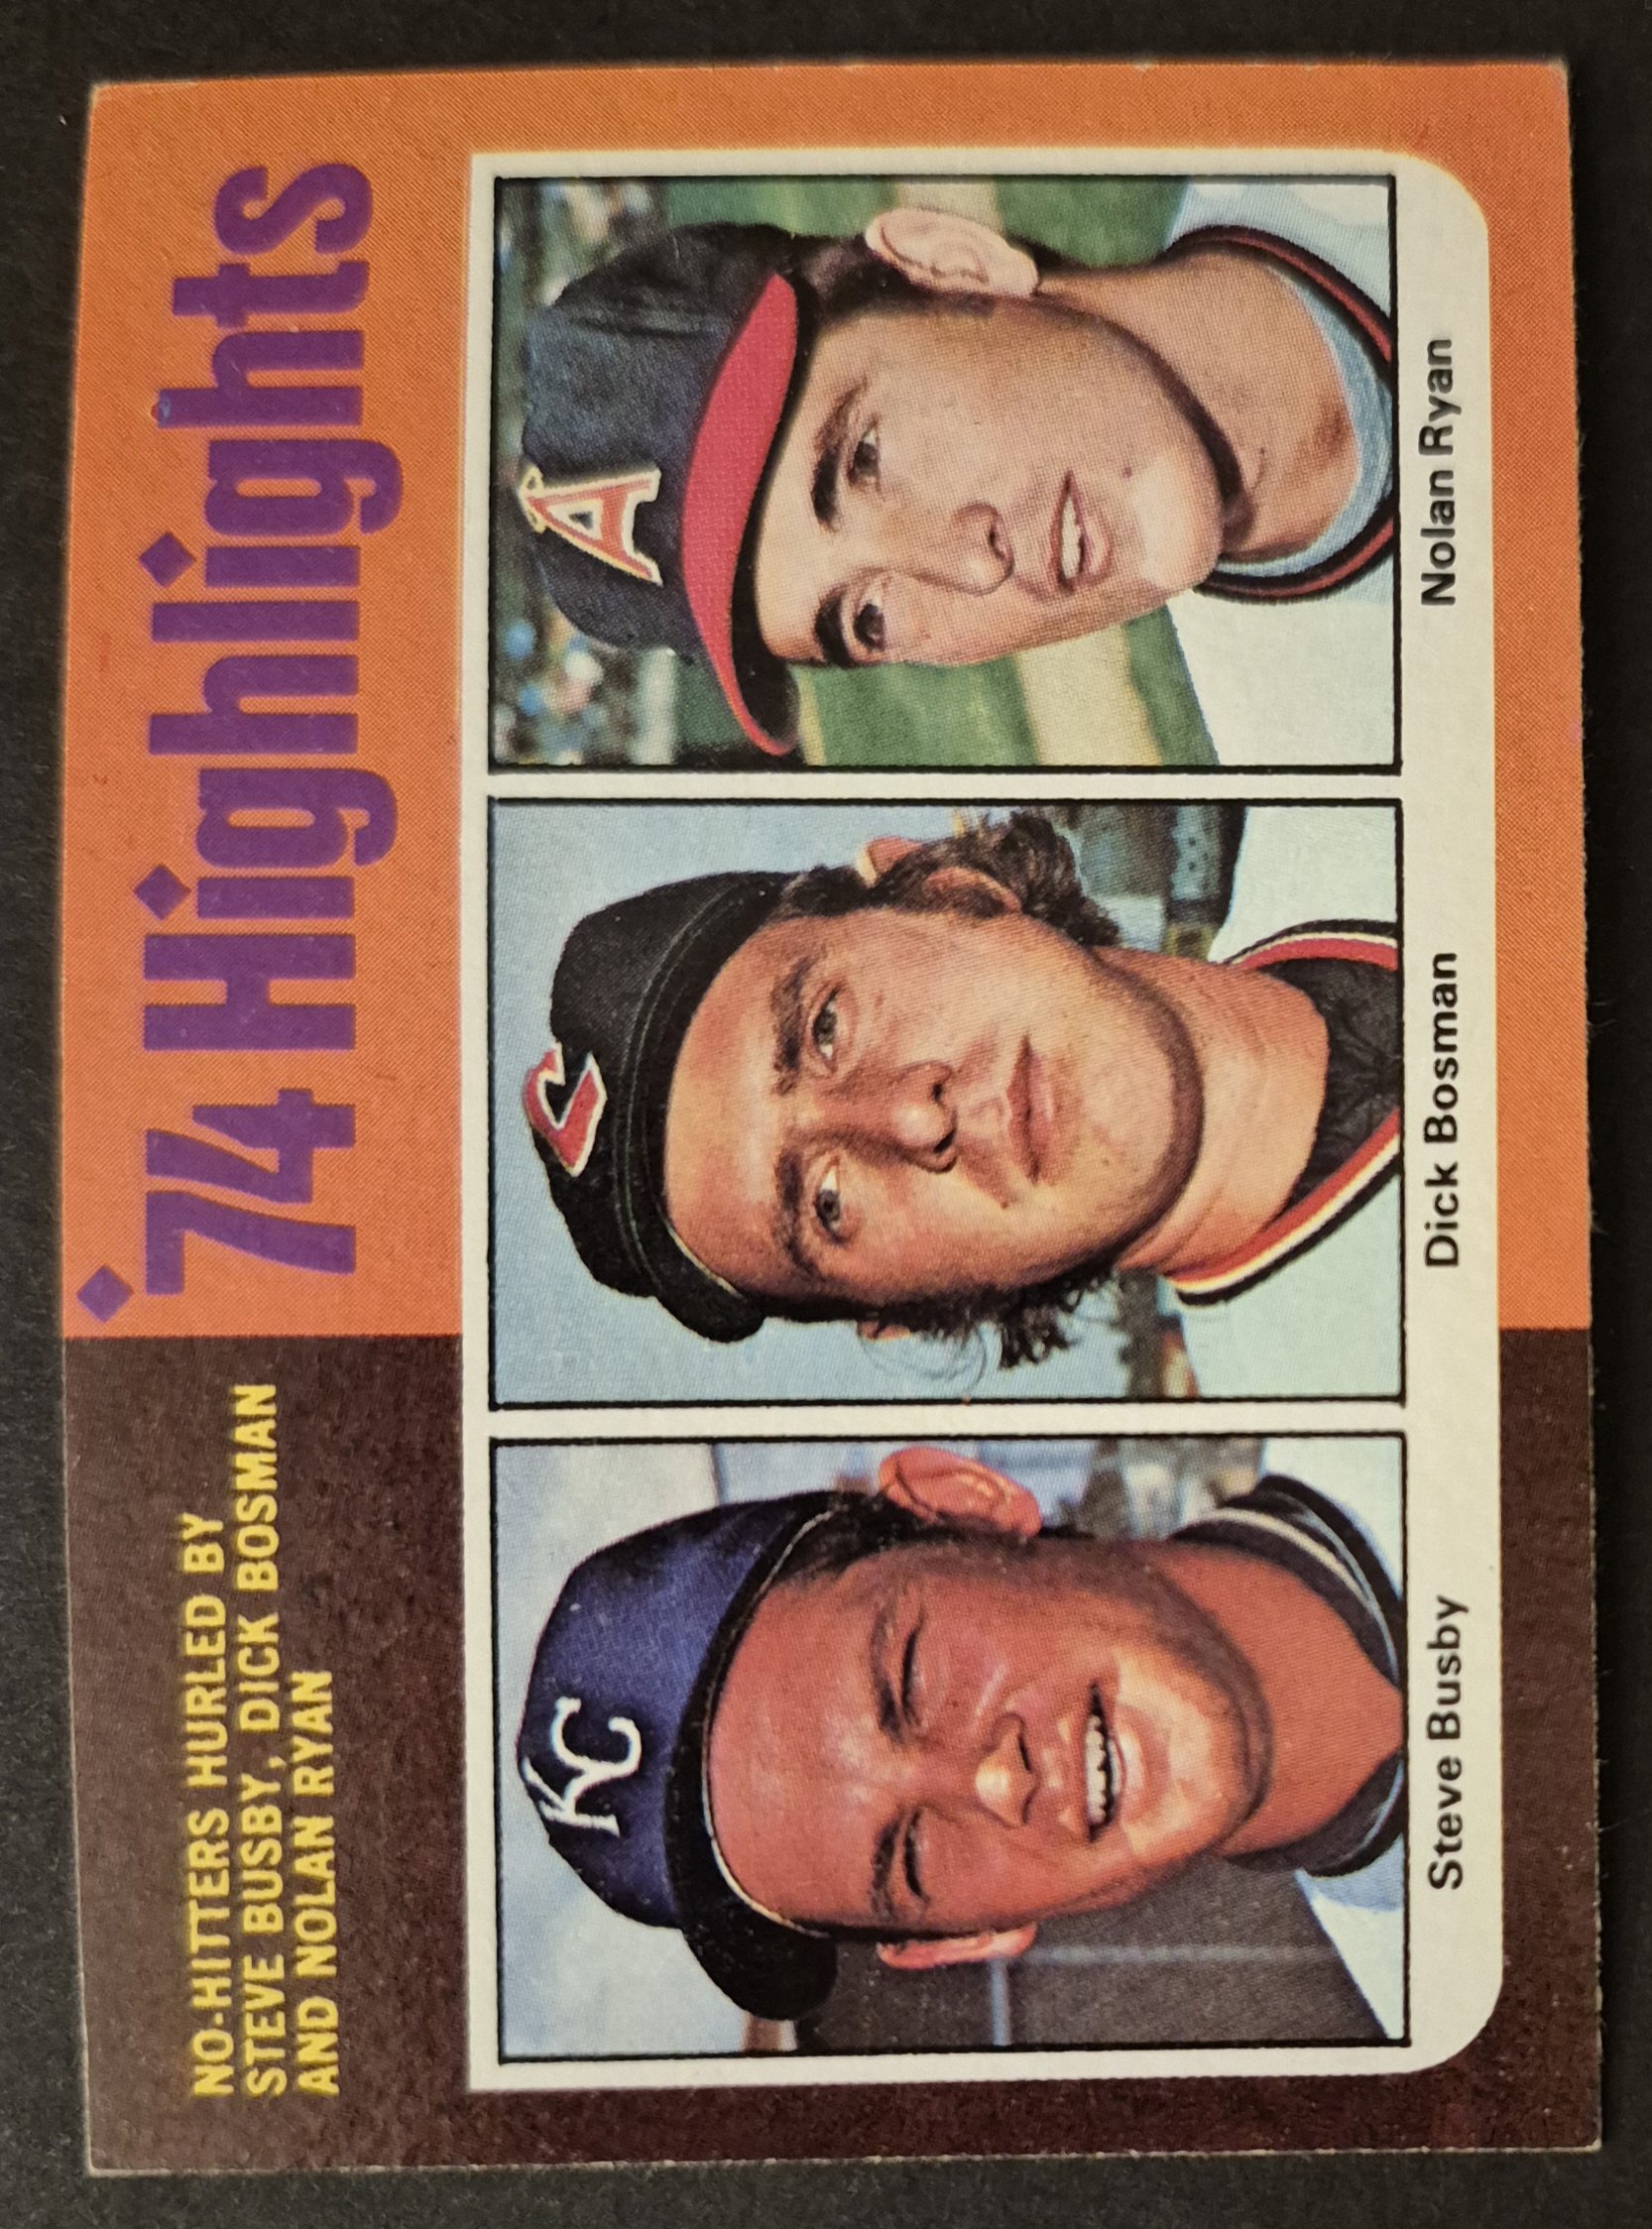 NO-HITTERS HURLED BY
STEVE BUSBY, DICK BOSMAN
AND NOLAN RYAN
'74 Highlights
KC
C
A
Steve Busby
Dick Bosman
Nolan Ryan